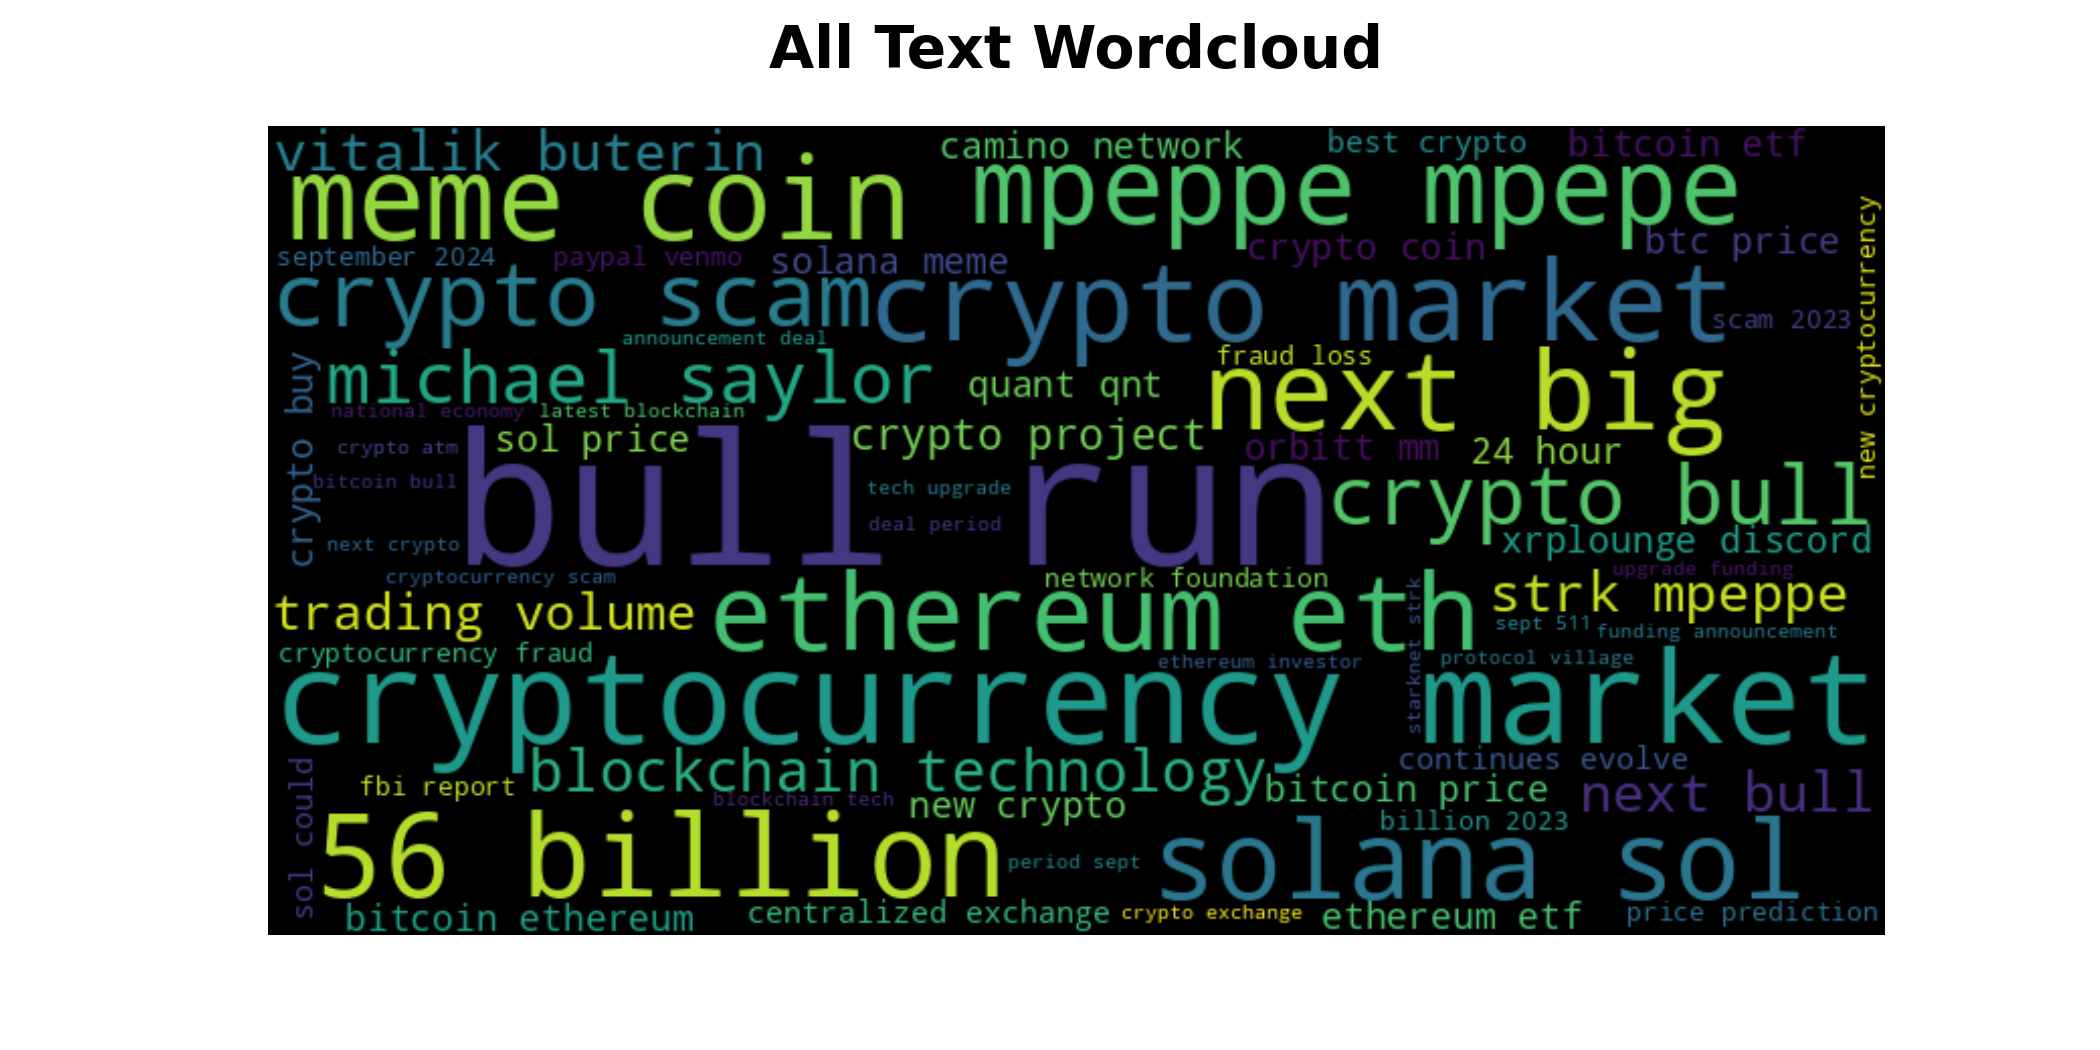 All Text Wordcloud
vitalik buterin
camino network
best crypto
bitcoin etf
meme coin
mpeppe mpepe
new cryptocurrency
september 2024
paypal venmo
solana meme
crypto coin
btc price
crypto scam
crypto market
scam 2023
announcement deal
michael saylor
fraud loss
next big
quant qnt
crypto buy
national economy
latest blockchain
sol price
crypto project
orbitt mm
24 hour
crypto atm
bull run
bitcoin bull
tech upgrade
crypto bull
deal period
next crypto
xrplounge discord
cryptocurrency scam
network foundation
upgrade funding
trading volume
ethereum eth
strk mpeppe
starknet strk
sept 511
funding announcement
cryptocurrency fraud
ethereum investor
protocol village
cryptocurrency market
blockchain technology
continues evolve
sol could
fbi report
blockchain tech
new crypto
bitcoin price
next bull
56 billion
billion 2023
period sept
solana sol
bitcoin ethereum
centralized exchange
crypto exchange
ethereum etf
price prediction